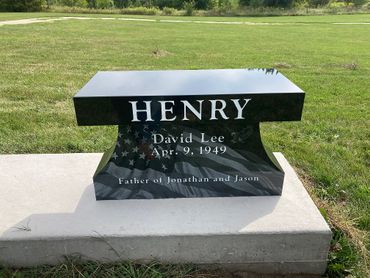 HENRY
David Lee
Apr. 9, 1949
Father of Jonathan and Jason